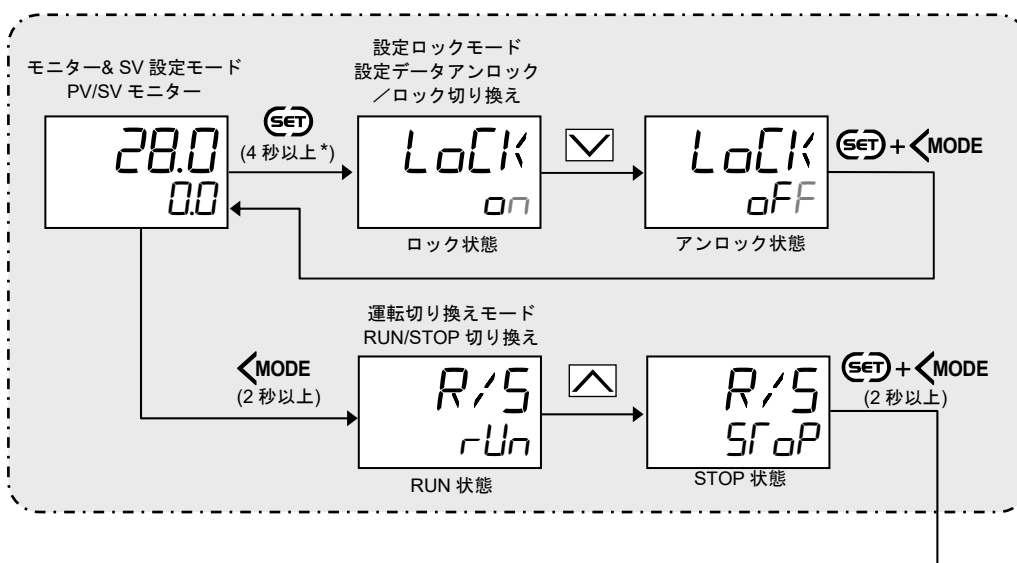 モニター& SV 設定モード
PV/SV モニター
28.0
0.0
SET
(4 秒以上*)
設定ロックモード
設定データアンロック
／ロック切り換え
LoCK
on
ロック状態
LoCK
oFF
アンロック状態
SET + <MODE
<MODE
(2 秒以上)
運転切り換えモード
RUN/STOP 切り換え
R/S
rUn
RUN 状態
R/S
SToP
STOP 状態
SET + <MODE
(2 秒以上)